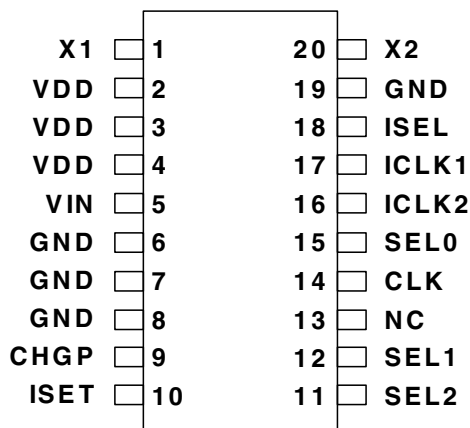 X1 1 20 X2
VDD 2 19 GND
VDD 3 18 ISEL
VDD 4 17 ICLK1
VIN 5 16 ICLK2
GND 6 15 SEL0
GND 7 14 CLK
GND 8 13 NC
CHGP 9 12 SEL1
ISET 10 11 SEL2